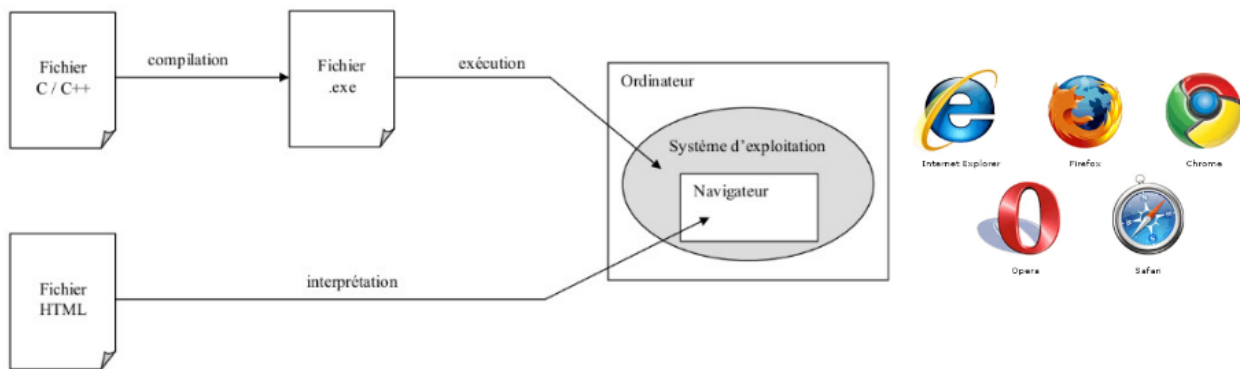 Fichier
C / C++
compilation
Fichier
.exe
exécution
Ordinateur
Système d'exploitation
Navigateur
Fichier
HTML
interprétation
Internet Explorer
Firefox
Chrome
Opera
Safari